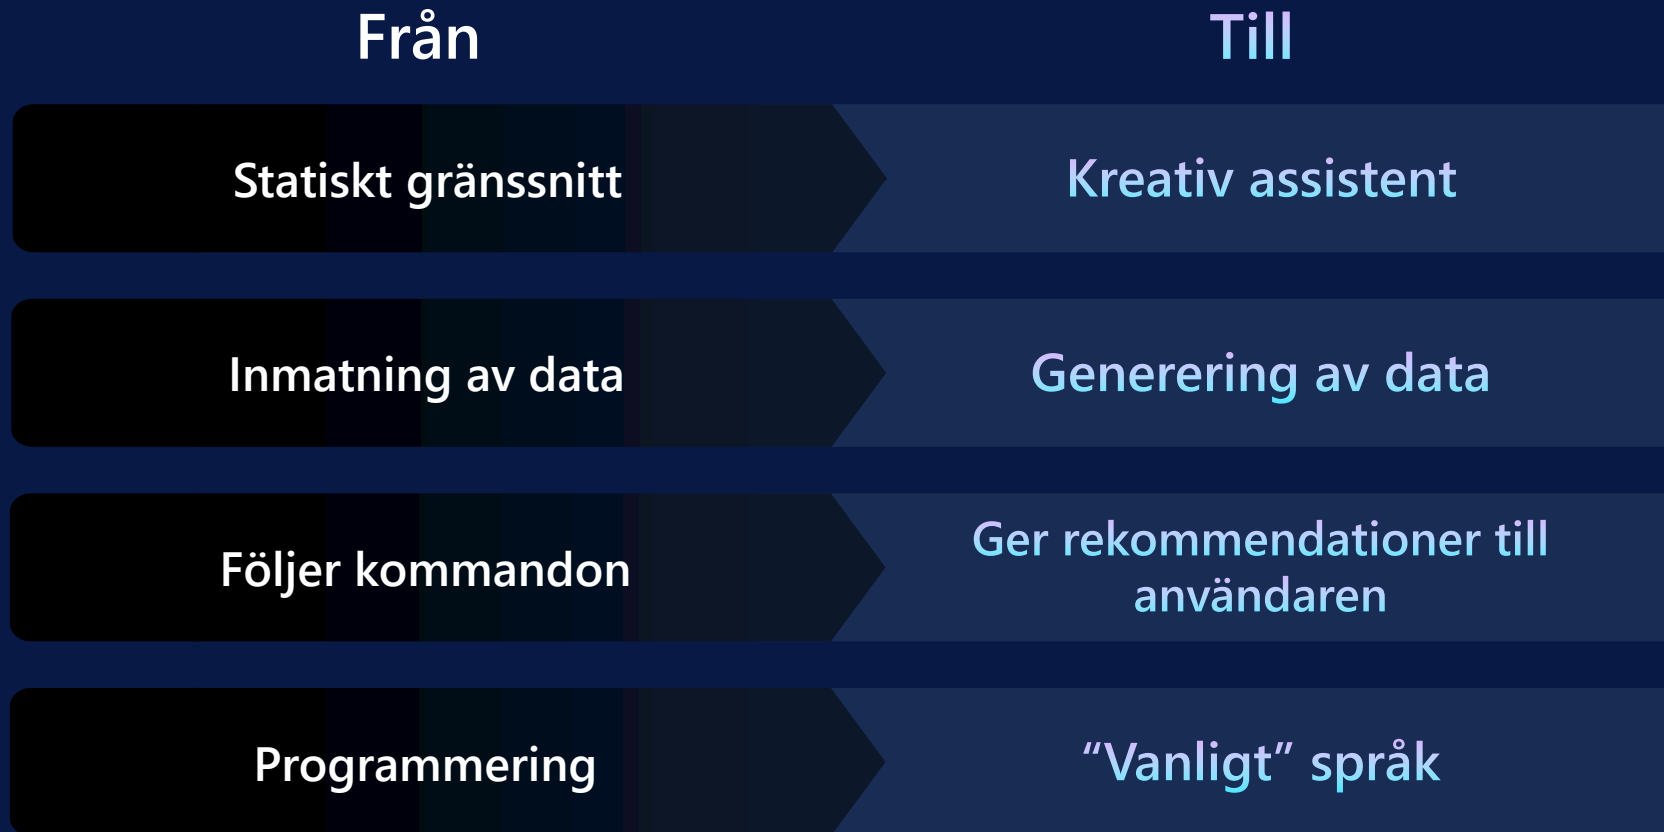 Från
Till
Statiskt gränssnitt
Kreativ assistent
Inmatning av data
Generering av data
Följer kommandon
Ger rekommendationer till
användaren
Programmering
“Vanligt” språk